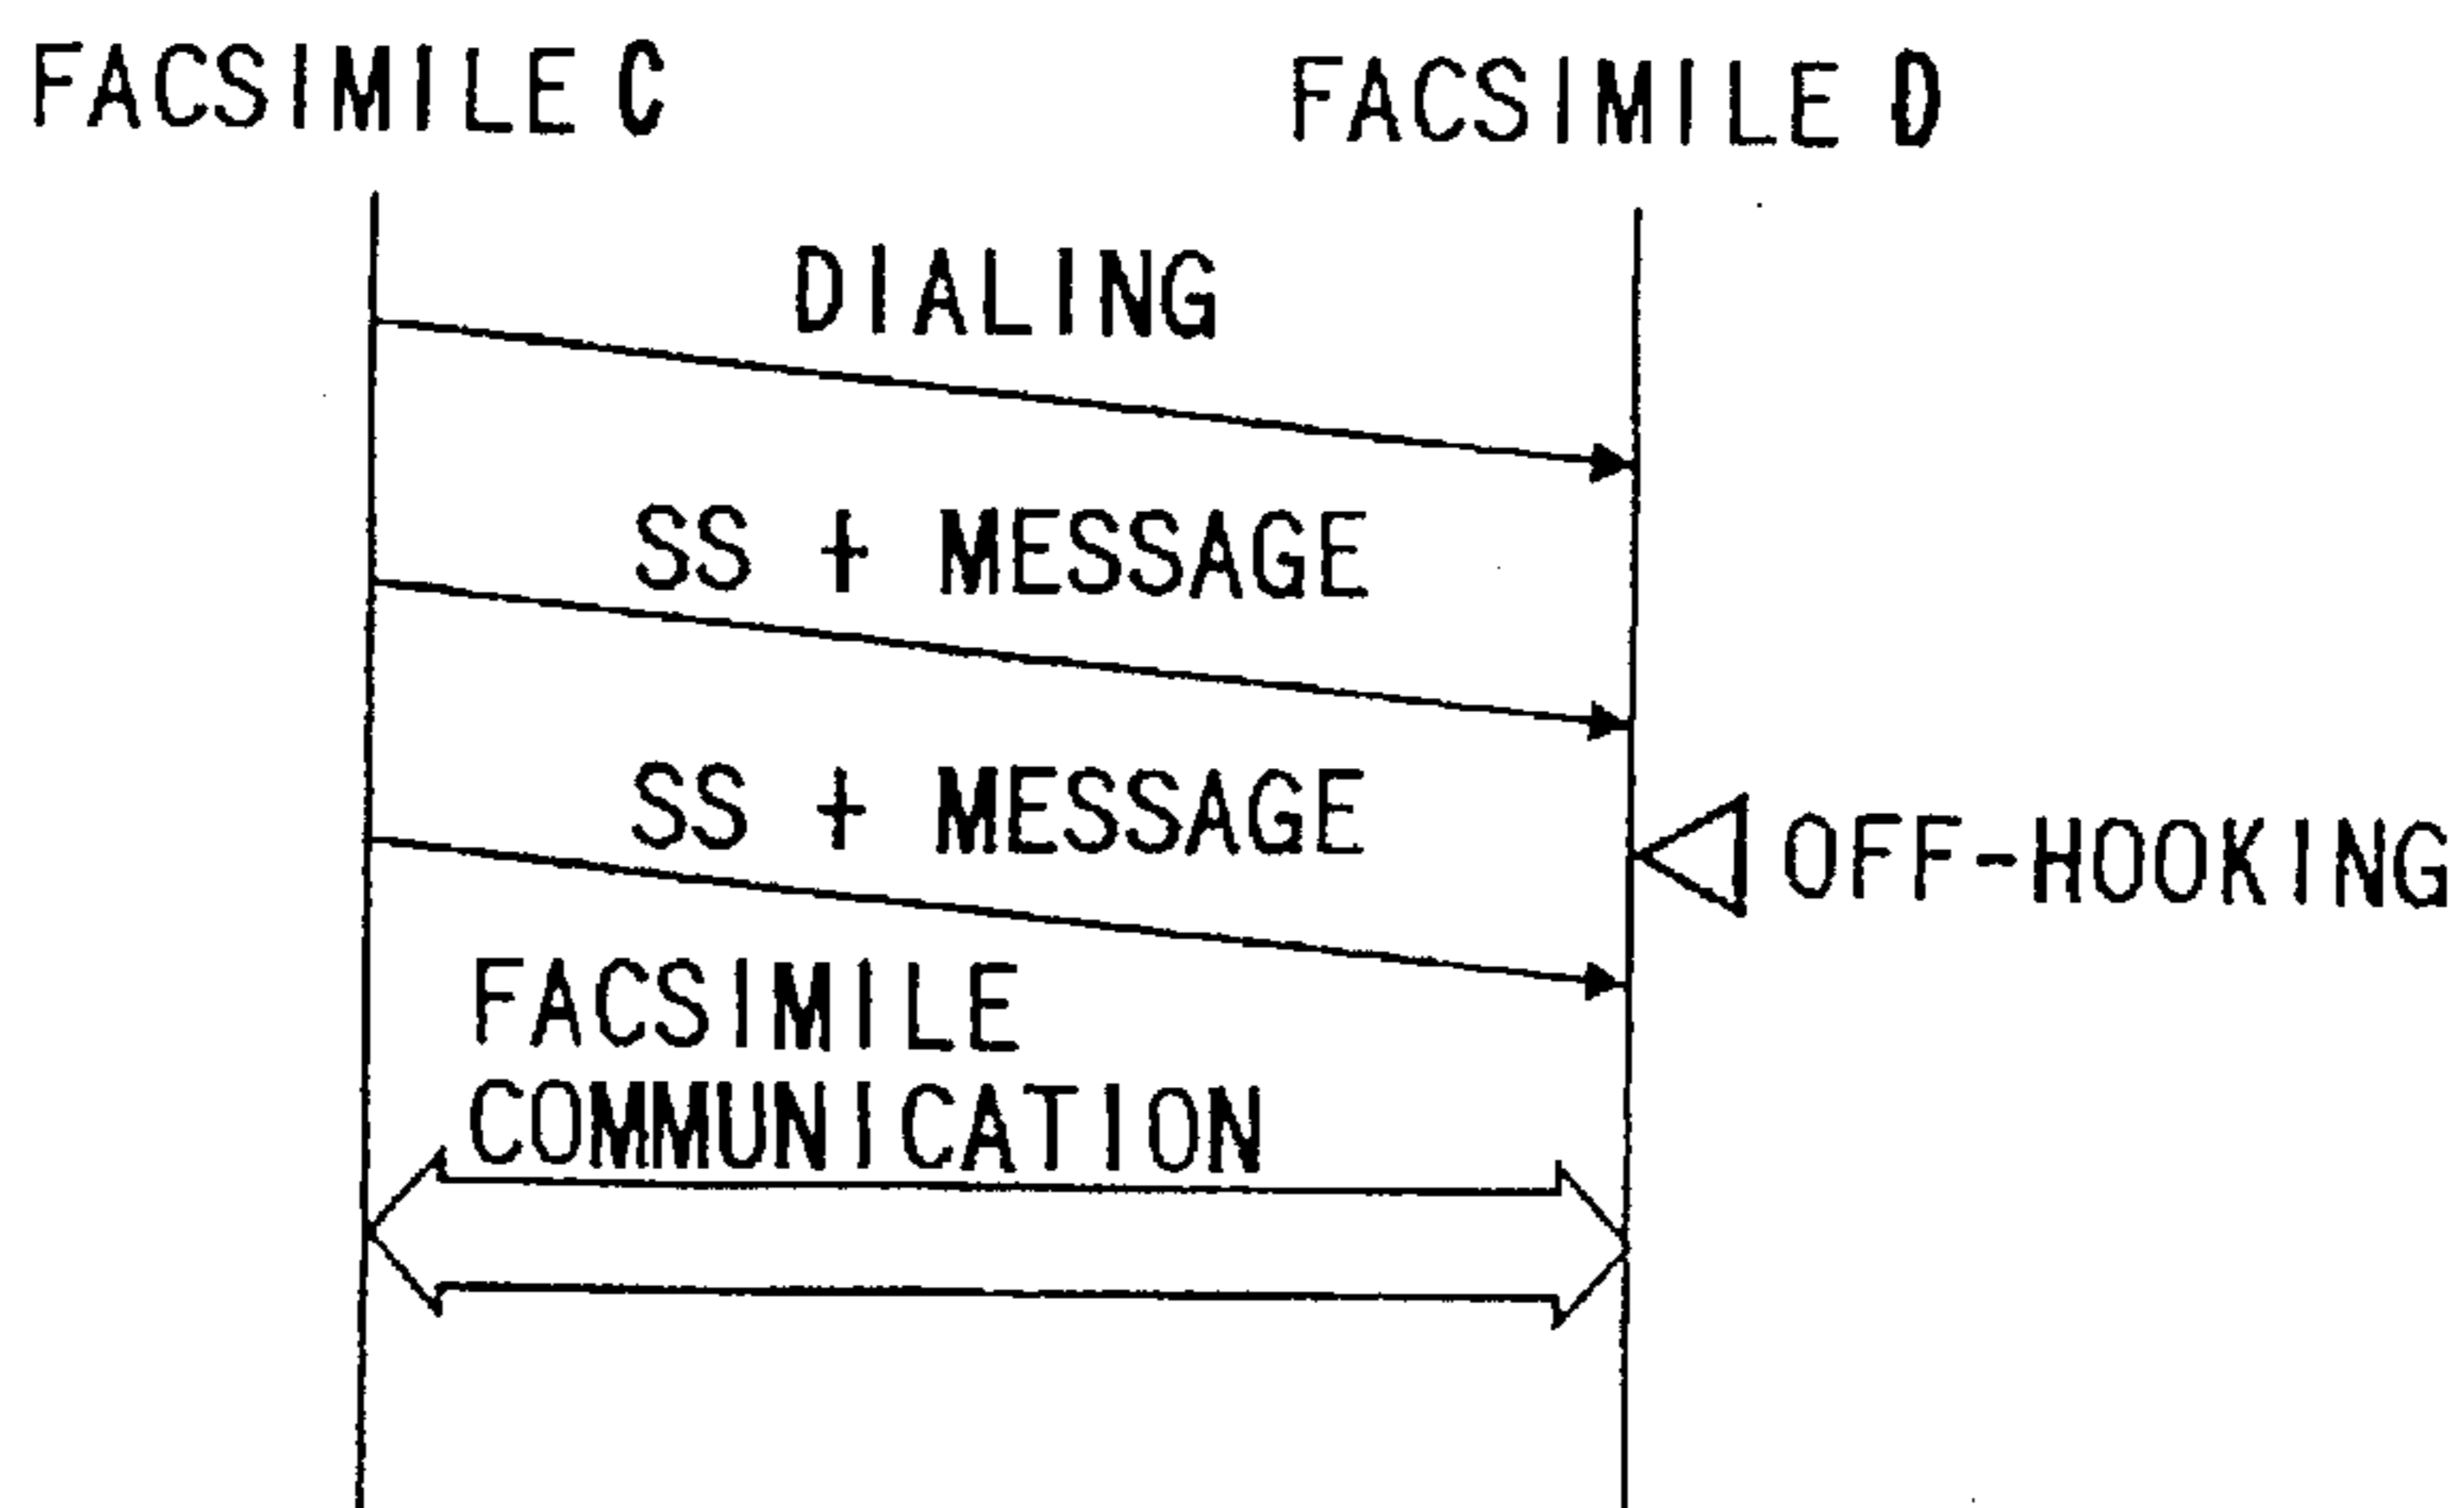 FACSIMILE C
FACSIMILE D
DIALING
SS + MESSAGE
SS + MESSAGE
OFF-HOOKING
FACSIMILE
COMMUNICATION